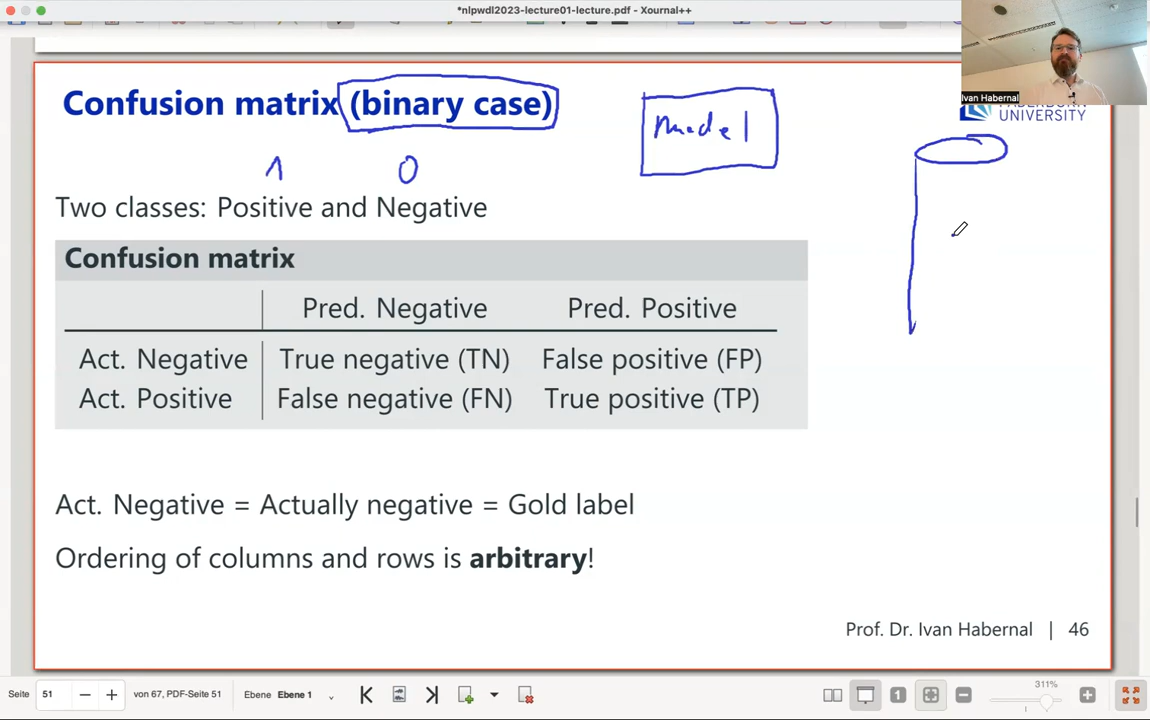 *nlpwdl2023-lecture01-lecture.pdf - Xournal++
Ivan Habernal
Confusion matrix (binary case)
model
UNIVERSITY
1 0
Two classes: Positive and Negative
Confusion matrix
Pred. Negative Pred. Positive
Act. Negative True negative (TN) False positive (FP)
Act. Positive False negative (FN) True positive (TP)
Act. Negative = Actually negative = Gold label
Ordering of columns and rows is arbitrary!
Prof. Dr. Ivan Habernal | 46
Seite 51 von 67, PDF-Seite 51 Ebene Ebene 1 1 311%